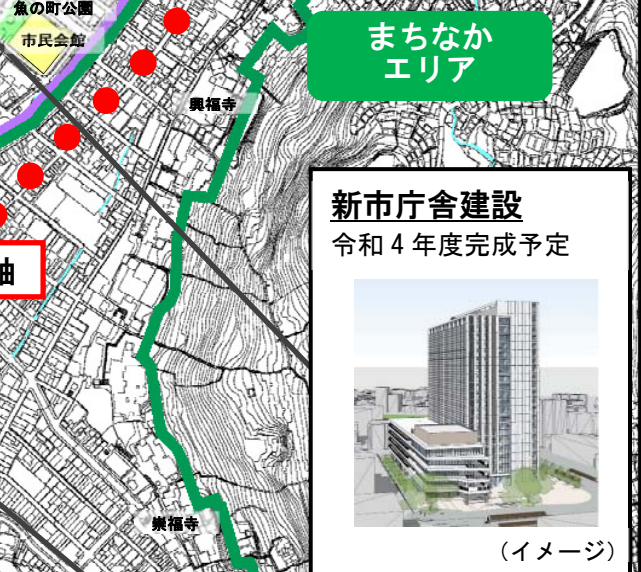 魚の町公園
市民会館
まちなか
エリア
興福寺
新市庁舎建設
令和4年度完成予定
軸
崇福寺
(イメージ)